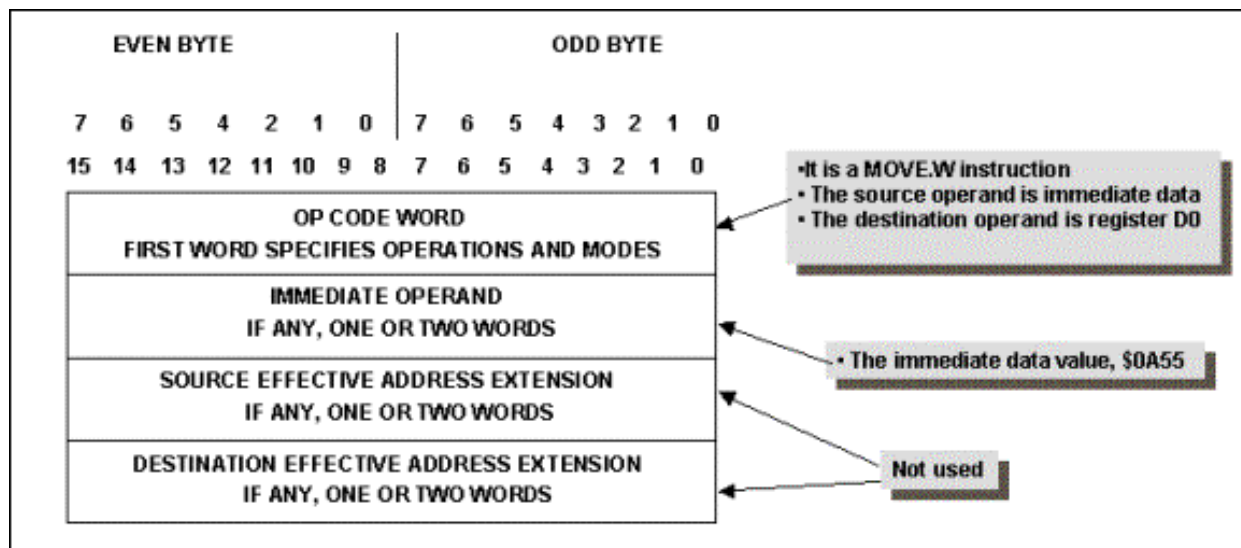 EVEN BYTE ODD BYTE
7 6 5 4 2 1 0 7 6 5 4 3 2 1 0
15 14 13 12 11 10 9 8 7 6 5 4 3 2 1 0
OP CODE WORD
FIRST WORD SPECIFIES OPERATIONS AND MODES
•It is a MOVE.W instruction
• The source operand is immediate data
• The destination operand is register D0
IMMEDIATE OPERAND
IF ANY, ONE OR TWO WORDS
• The immediate data value, $0A55
SOURCE EFFECTIVE ADDRESS EXTENSION
IF ANY, ONE OR TWO WORDS
DESTINATION EFFECTIVE ADDRESS EXTENSION
IF ANY, ONE OR TWO WORDS
Not used